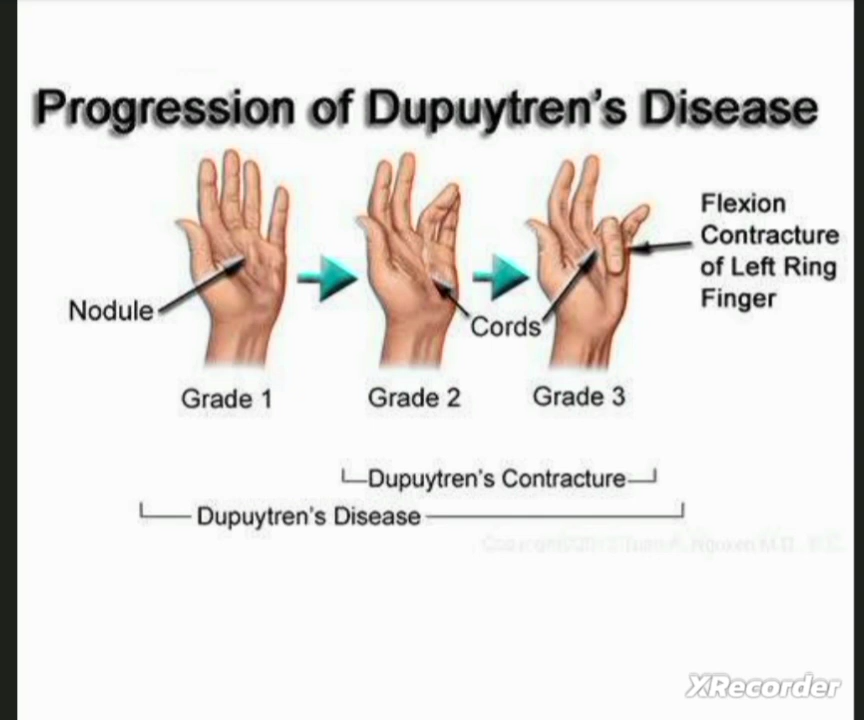 Progression of Dupuytren's Disease
Flexion
Contracture
of Left Ring
Finger
Nodule
Cords
Grade 1
Grade 2
Grade 3
Dupuytren's Contracture
Dupuytren's Disease
XRecorder